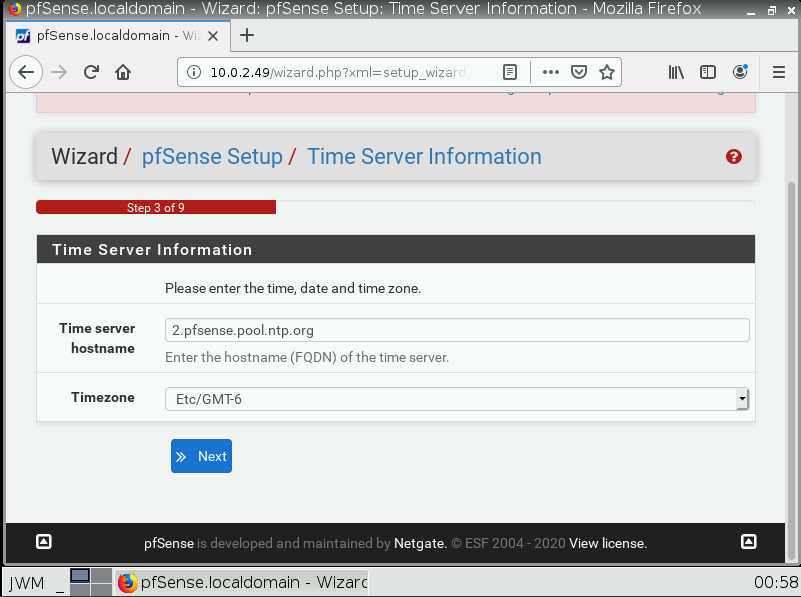 pfSense.localdomain - Wizard: pfSense Setup: Time Server Information - Mozilla Firefox
pfSense.localdomain - Wiz
10.0.2.49/wizard.php?xml=setup_wizard
Wizard / pfSense Setup / Time Server Information
Step 3 of 9
Time Server Information
Please enter the time, date and time zone.
Time server hostname
2.pfsense.pool.ntp.org
Enter the hostname (FQDN) of the time server.
Timezone
Etc/GMT-6
Next
pfSense is developed and maintained by Netgate. © ESF 2004 - 2020 View license.
JWM
pfSense.localdomain - Wizard
00:58